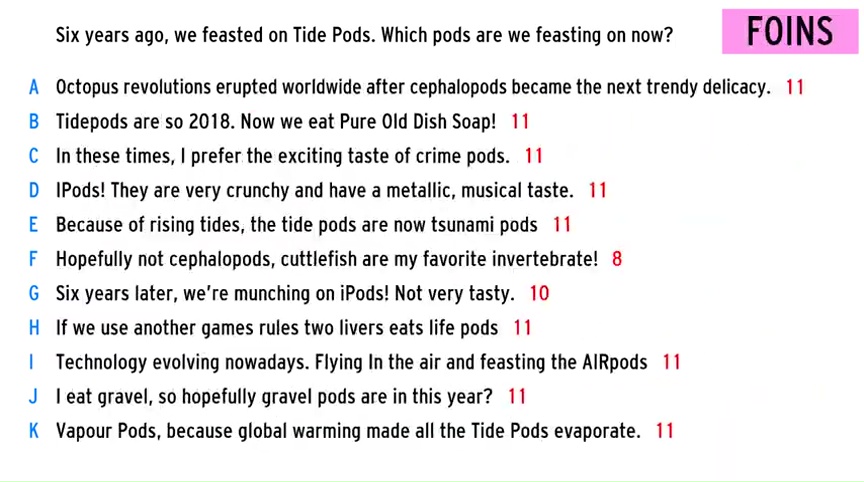 Six years ago, we feasted on Tide Pods. Which pods are we feasting on now?
FOINS
A Octopus revolutions erupted worldwide after cephalopods became the next trendy delicacy. 11
B Tidepods are so 2018. Now we eat Pure Old Dish Soap! 11
C In these times, I prefer the exciting taste of crime pods. 11
D IPods! They are very crunchy and have a metallic, musical taste. 11
E Because of rising tides, the tide pods are now tsunami pods 11
F Hopefully not cephalopods, cuttlefish are my favorite invertebrate! 8
G Six years later, we're munching on iPods! Not very tasty. 10
H If we use another games rules two livers eats life pods 11
I Technology evolving nowadays. Flying In the air and feasting the AIRpods 11
J I eat gravel, so hopefully gravel pods are in this year? 11
K Vapour Pods, because global warming made all the Tide Pods evaporate. 11